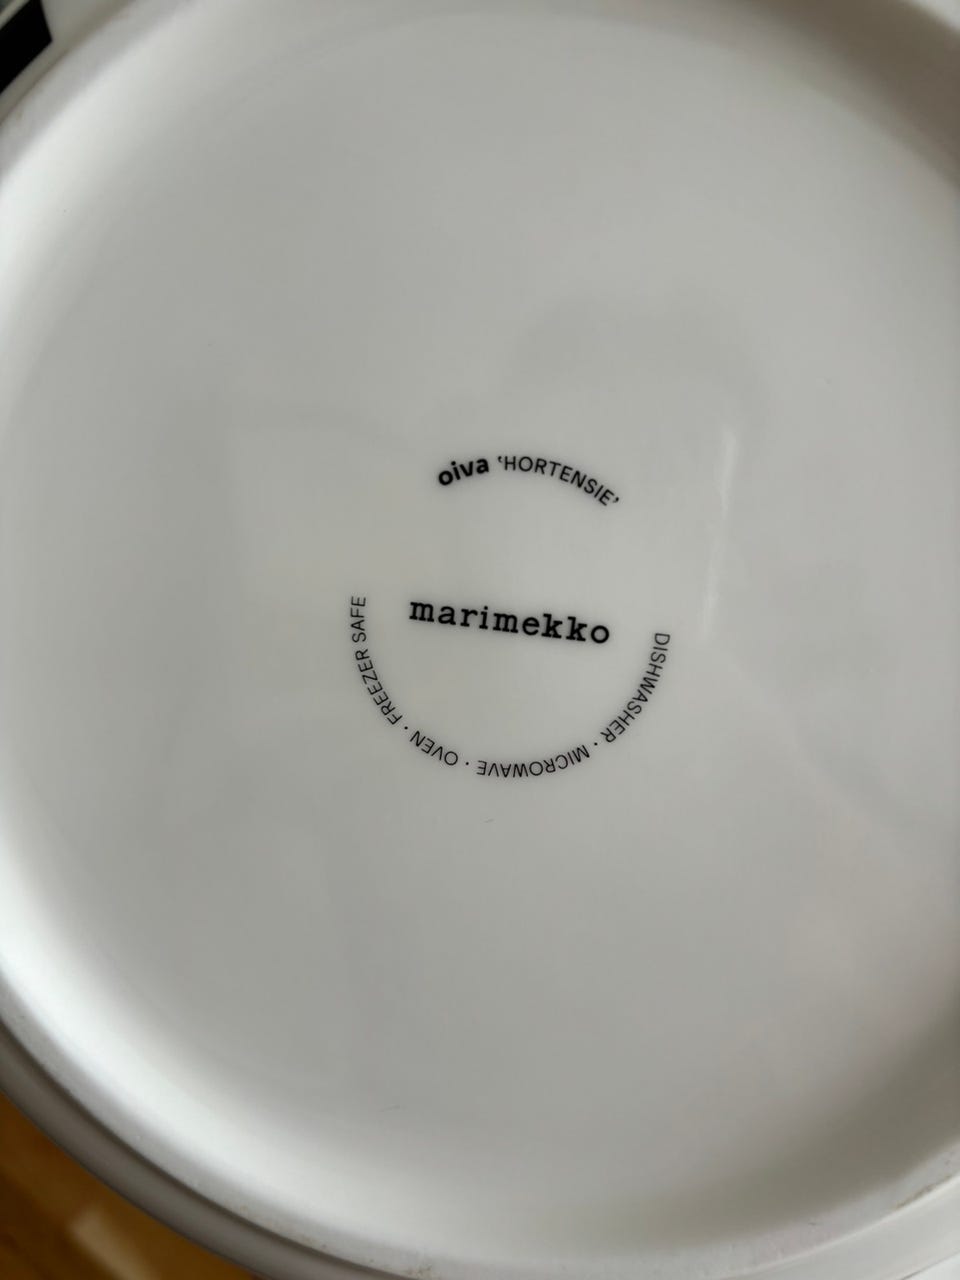 oiva ‘HORTENSIE’
marimekko
DISHWASHER · MICROWAVE · OVEN · FREEZER SAFE